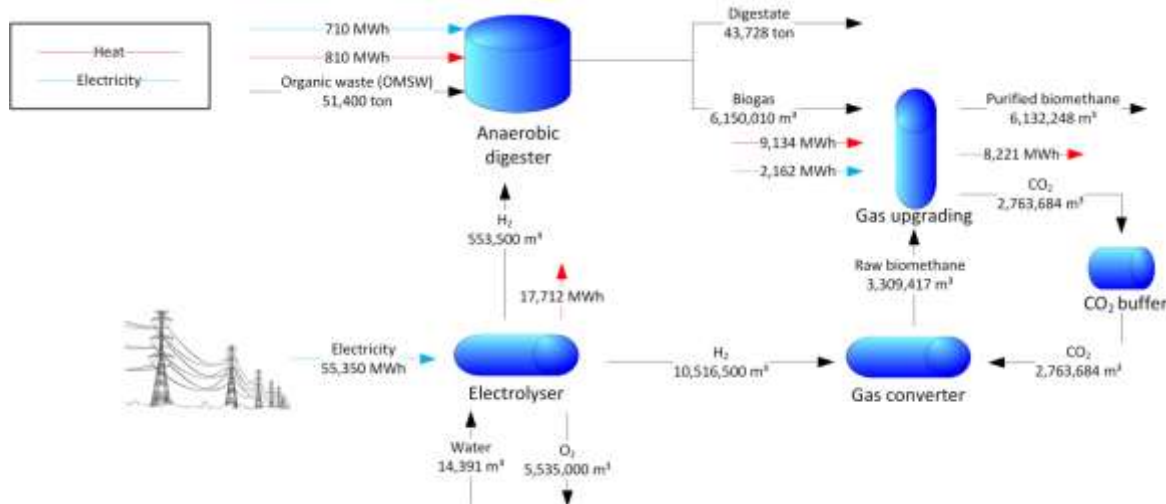 Heat
Electricity
710 MWh
810 MWh
Organic waste (OMSW)
51,400 ton
Anaerobic
digester
Digestate
43,728 ton
Biogas
6,150,010 m³
9,134 MWh
2,162 MWh
Purified biomethane
6,132,248 m³
8,221 MWh
CO₂
2,763,684 m³
Gas upgrading
H₂
553,500 m³
17,712 MWh
Raw biomethane
3,309,417 m³
CO₂ buffer
Electricity
55,350 MWh
Electrolyser
H₂
10,516,500 m³
Gas converter
CO₂
2,763,684 m³
Water
14,391 m³
O₂
5,535,000 m³